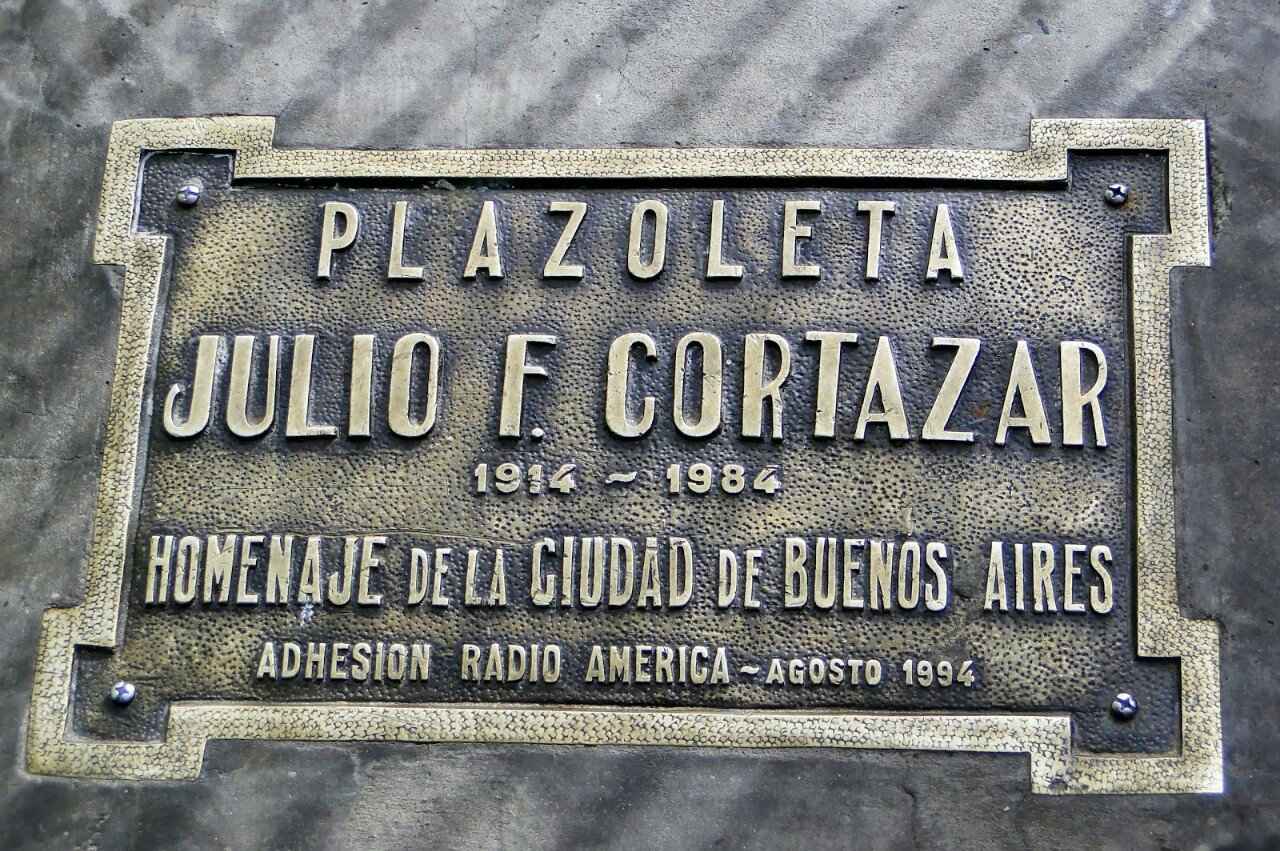 PLAZOLETA
JULIO F. CORTAZAR
1914 ~ 1984
HOMENAJE DE LA CIUDAD DE BUENOS AIRES
ADHESION RADIO AMERICA ~ AGOSTO 1994